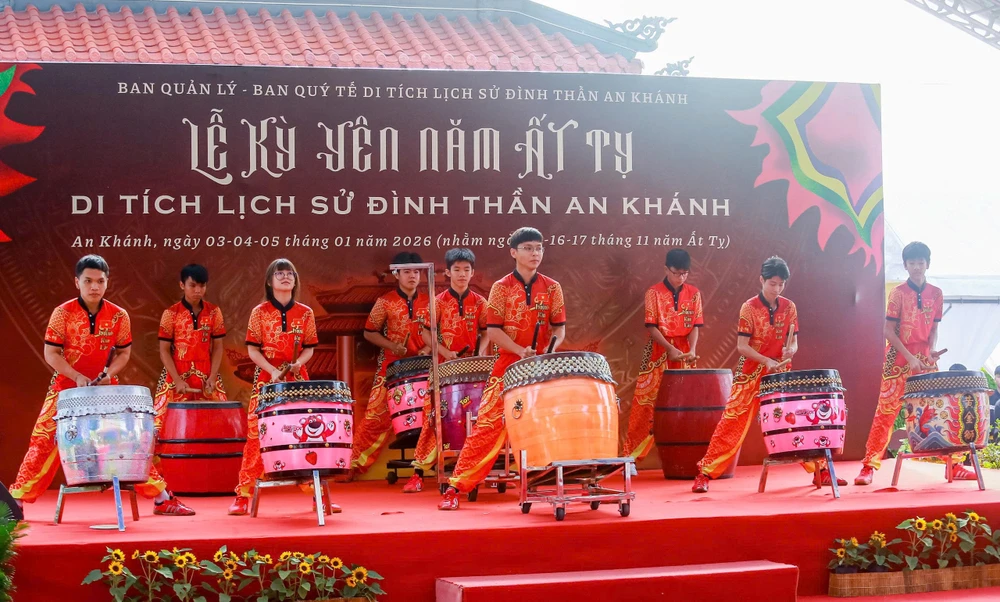 BAN QUẢN LÝ - BAN QUÝ TẾ DI TÍCH LỊCH SỬ ĐÌNH THẦN AN KHÁNH
LỄ KỲ YÊN NĂM ẤT TỴ
DI TÍCH LỊCH SỬ ĐÌNH THẦN AN KHÁNH
An Khánh, ngày 03-04-05 tháng 01 năm 2026 (nhằm -16-17 tháng 11 năm Ất Tỵ)